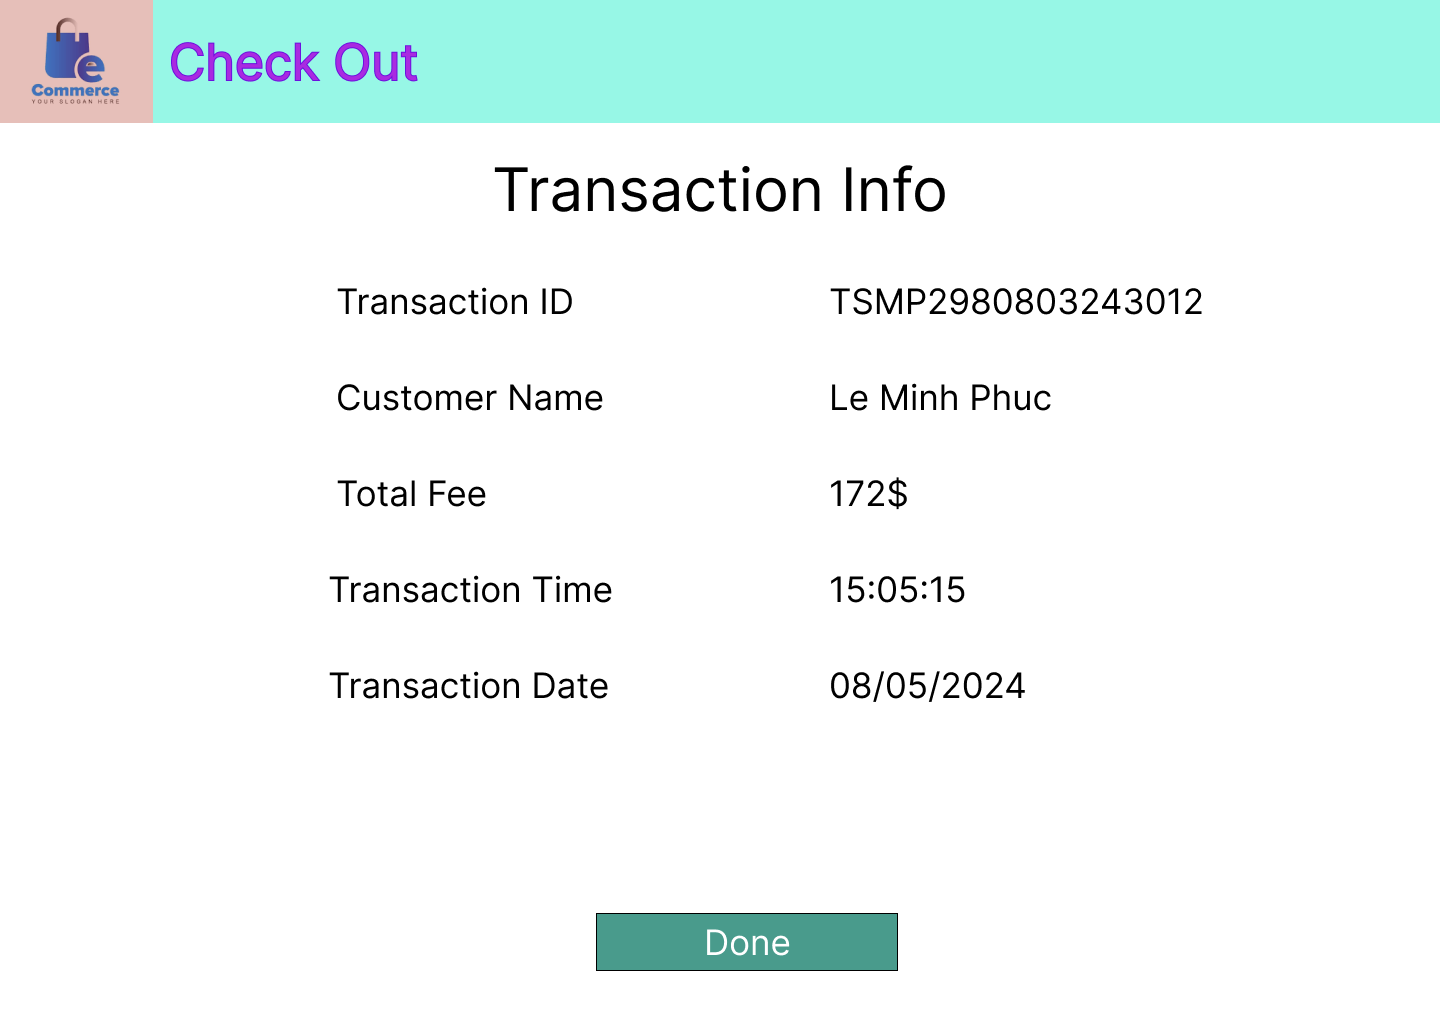 Commerce
YOUR SLOGAN HERE
Check Out
Transaction Info
Transaction ID TSMP2980803243012
Customer Name Le Minh Phuc
Total Fee 172$
Transaction Time 15:05:15
Transaction Date 08/05/2024
Done